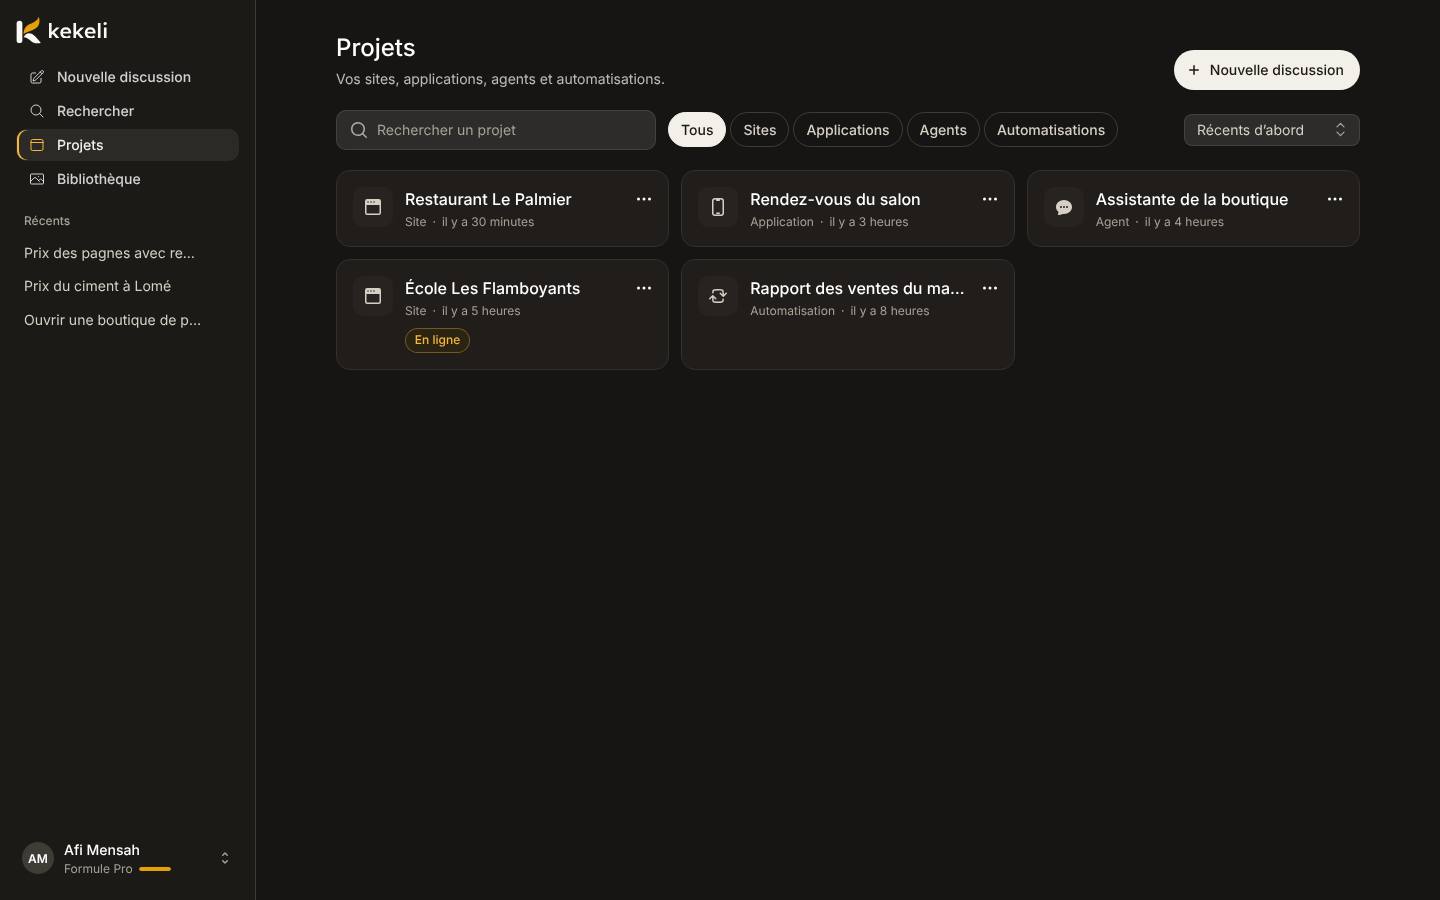 kekeli
Nouvelle discussion
Rechercher
Projets
Bibliothèque
Récents
Prix des pagnes avec re...
Prix du ciment à Lomé
Ouvrir une boutique de p...
AM
Afi Mensah
Formule Pro
Projets
Vos sites, applications, agents et automatisations.
+ Nouvelle discussion
Rechercher un projet
Tous
Sites
Applications
Agents
Automatisations
Récents d’abord
Restaurant Le Palmier
Site · il y a 30 minutes
Rendez-vous du salon
Application · il y a 3 heures
Assistante de la boutique
Agent · il y a 4 heures
École Les Flamboyants
Site · il y a 5 heures
En ligne
Rapport des ventes du ma...
Automatisation · il y a 8 heures